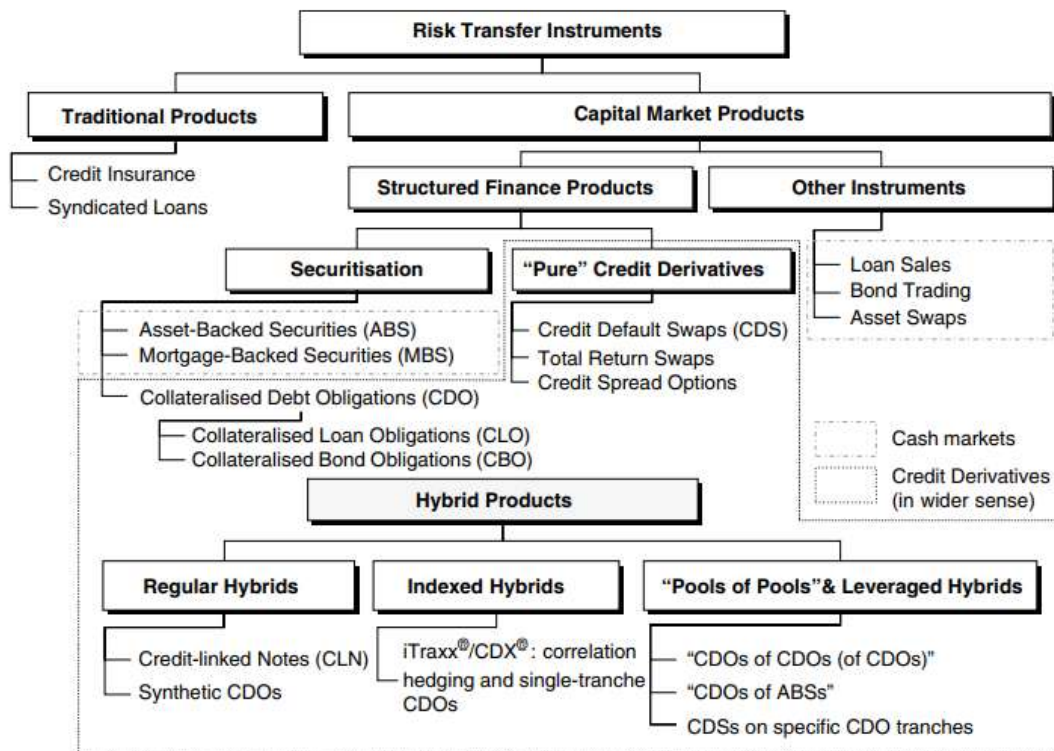 Risk Transfer Instruments
Traditional Products
Capital Market Products
Credit Insurance
Syndicated Loans
Structured Finance Products
Other Instruments
Securitisation
“Pure” Credit Derivatives
Loan Sales
Bond Trading
Asset Swaps
Asset-Backed Securities (ABS)
Mortgage-Backed Securities (MBS)
Credit Default Swaps (CDS)
Total Return Swaps
Credit Spread Options
Collateralised Debt Obligations (CDO)
Collateralised Loan Obligations (CLO)
Collateralised Bond Obligations (CBO)
Cash markets
Credit Derivatives
(in wider sense)
Hybrid Products
Regular Hybrids
Indexed Hybrids
“Pools of Pools”& Leveraged Hybrids
Credit-linked Notes (CLN)
Synthetic CDOs
iTraxx®/CDX®: correlation
hedging and single-tranche
CDOs
“CDOs of CDOs (of CDOs)”
“CDOs of ABSs”
CDSs on specific CDO tranches